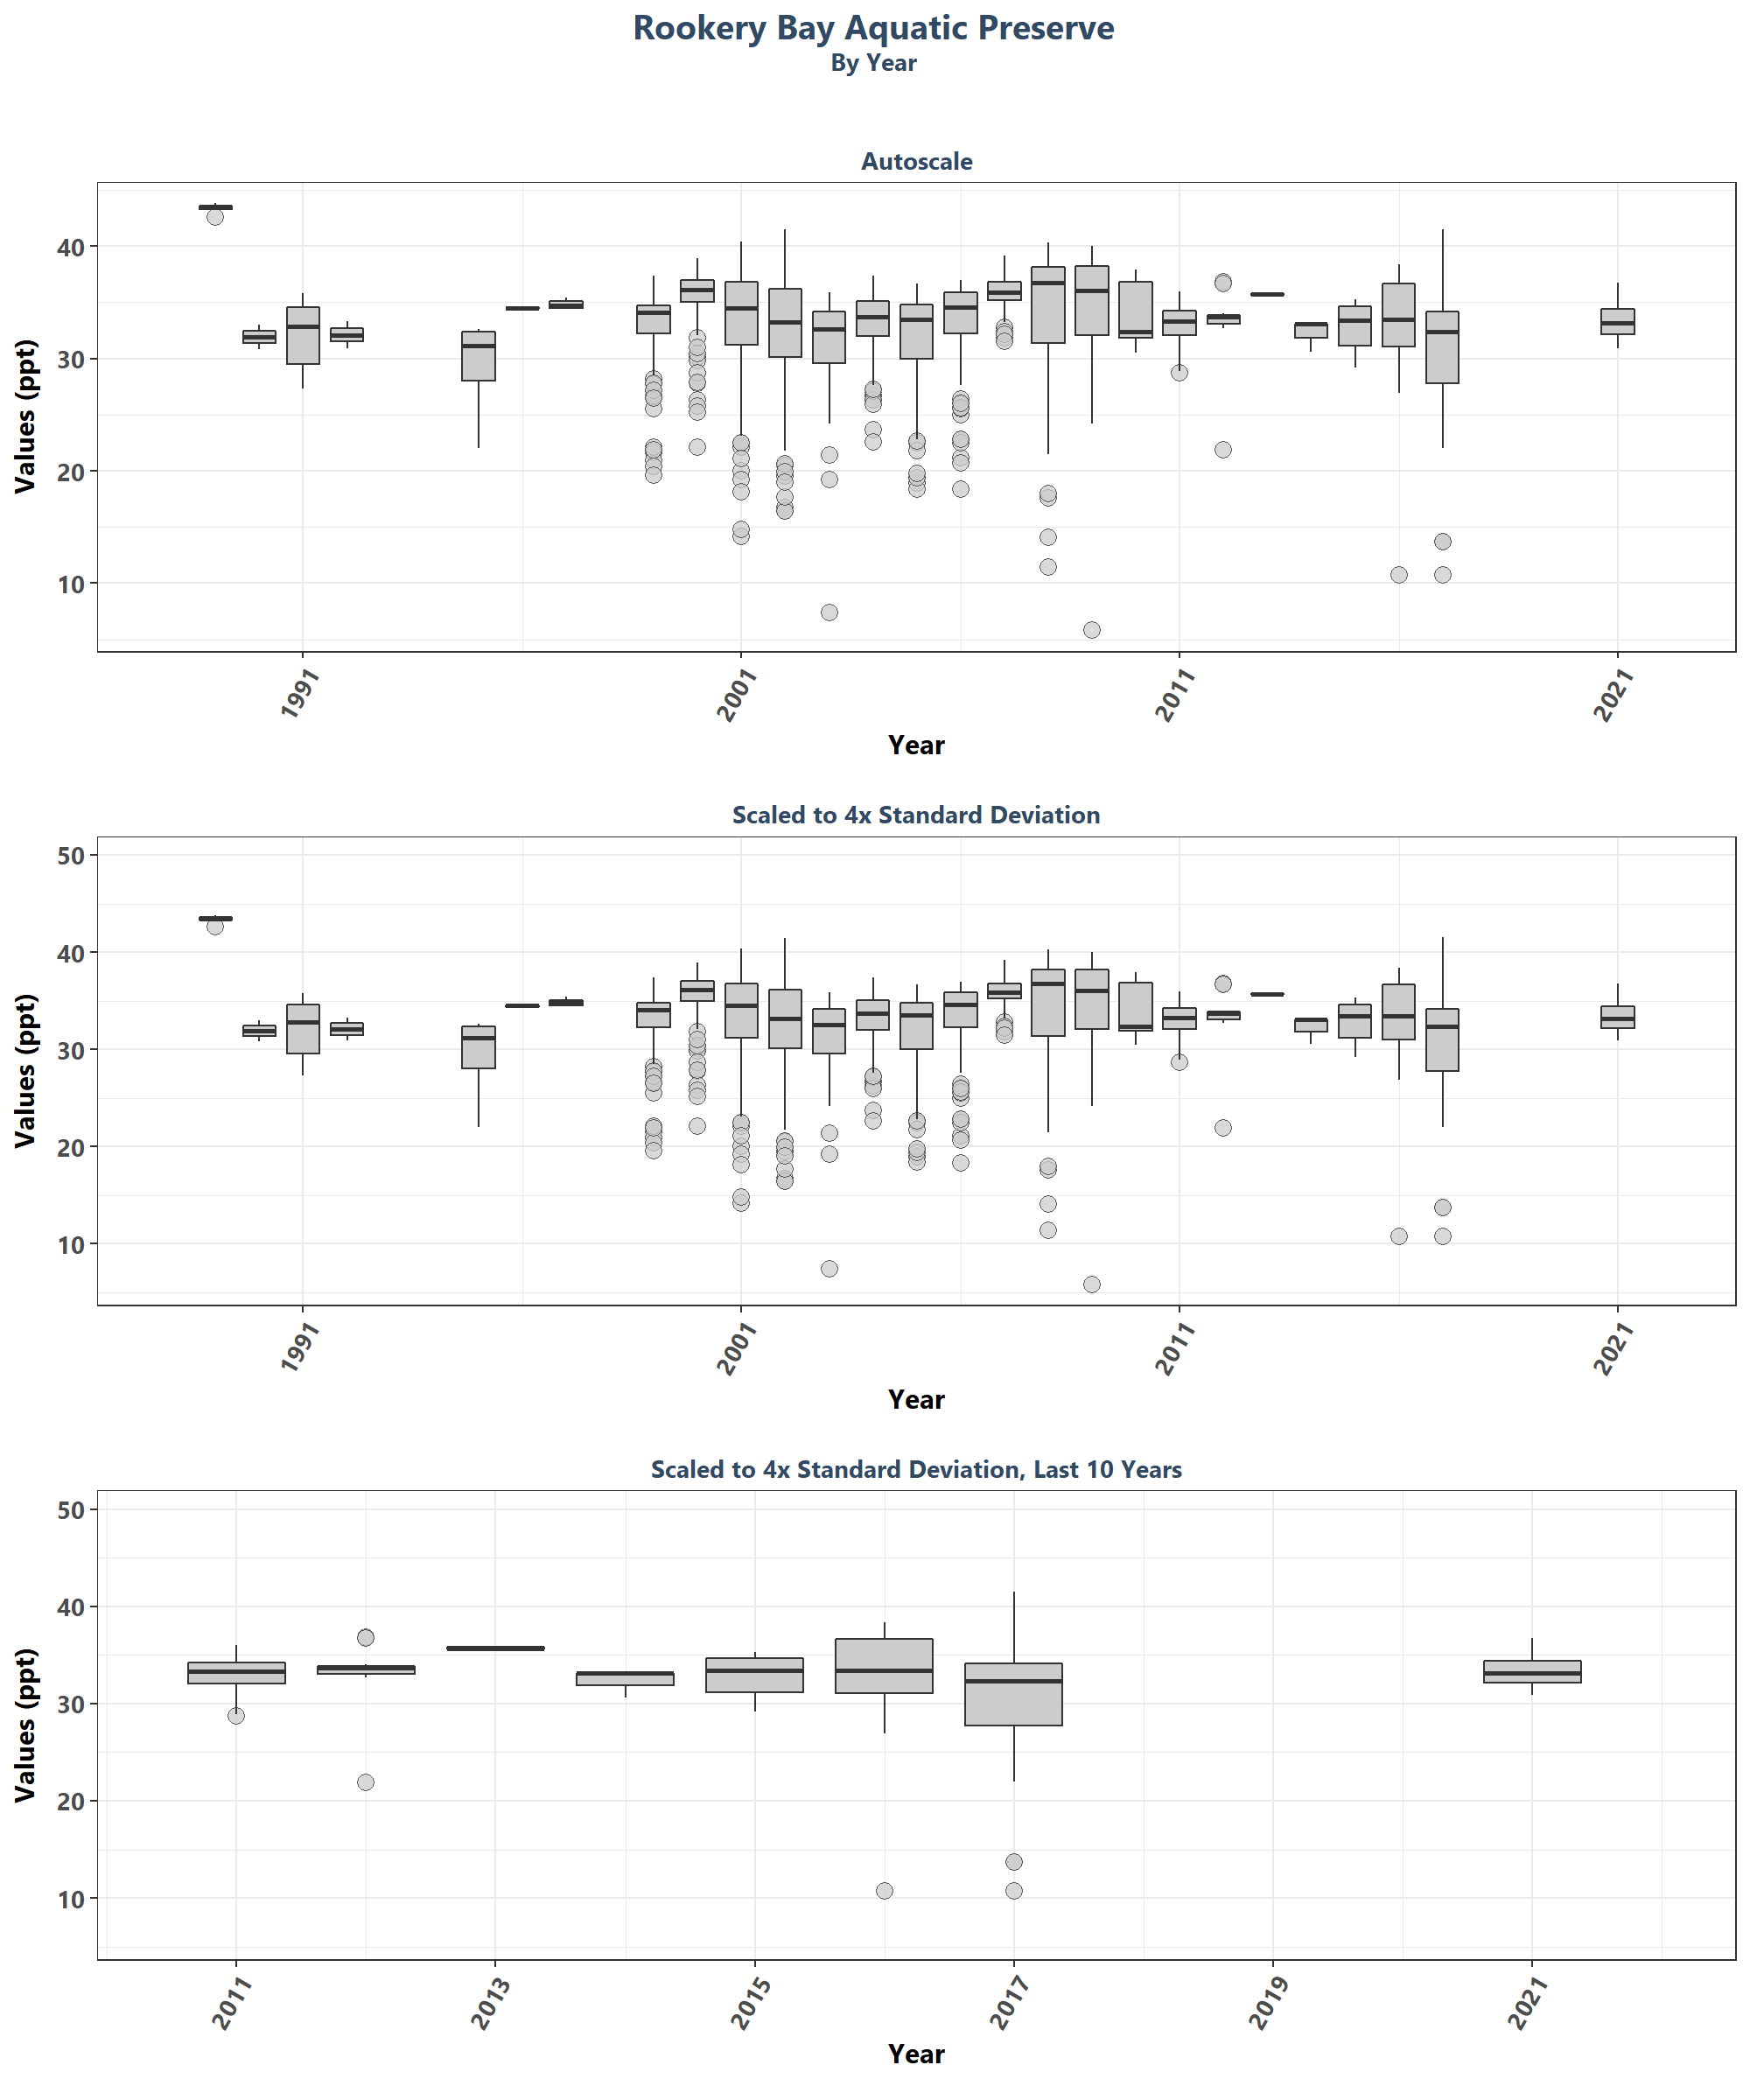 Rookery Bay Aquatic Preserve
By Year
Autoscale
Values (ppt)
40
30
20
10
1991
2001
2011
2021
Year
Scaled to 4x Standard Deviation
Values (ppt)
50
40
30
20
10
1991
2001
2011
2021
Year
Scaled to 4x Standard Deviation, Last 10 Years
Values (ppt)
50
40
30
20
10
2011
2013
2015
2017
2019
2021
Year